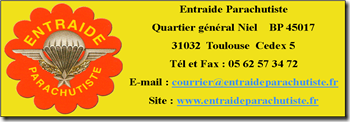 ENTRAIDE
PARACHUTISTE
Entraide Parachutiste
Quartier général Niel BP 45017
31032 Toulouse Cedex 5
Tél et Fax : 05 62 57 34 72
E-mail : courrier@entraideparachutiste.fr
Site : www.entraideparachutiste.fr